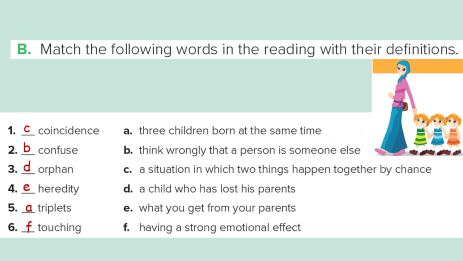 B. Match the following words in the reading with their definitions.
1. c coincidence a. three children born at the same time
2. b confuse b. think wrongly that a person is someone else
3. d orphan c. a situation in which two things happen together by chance
4. e heredity d. a child who has lost his parents
5. a triplets e. what you get from your parents
6. f touching f. having a strong emotional effect